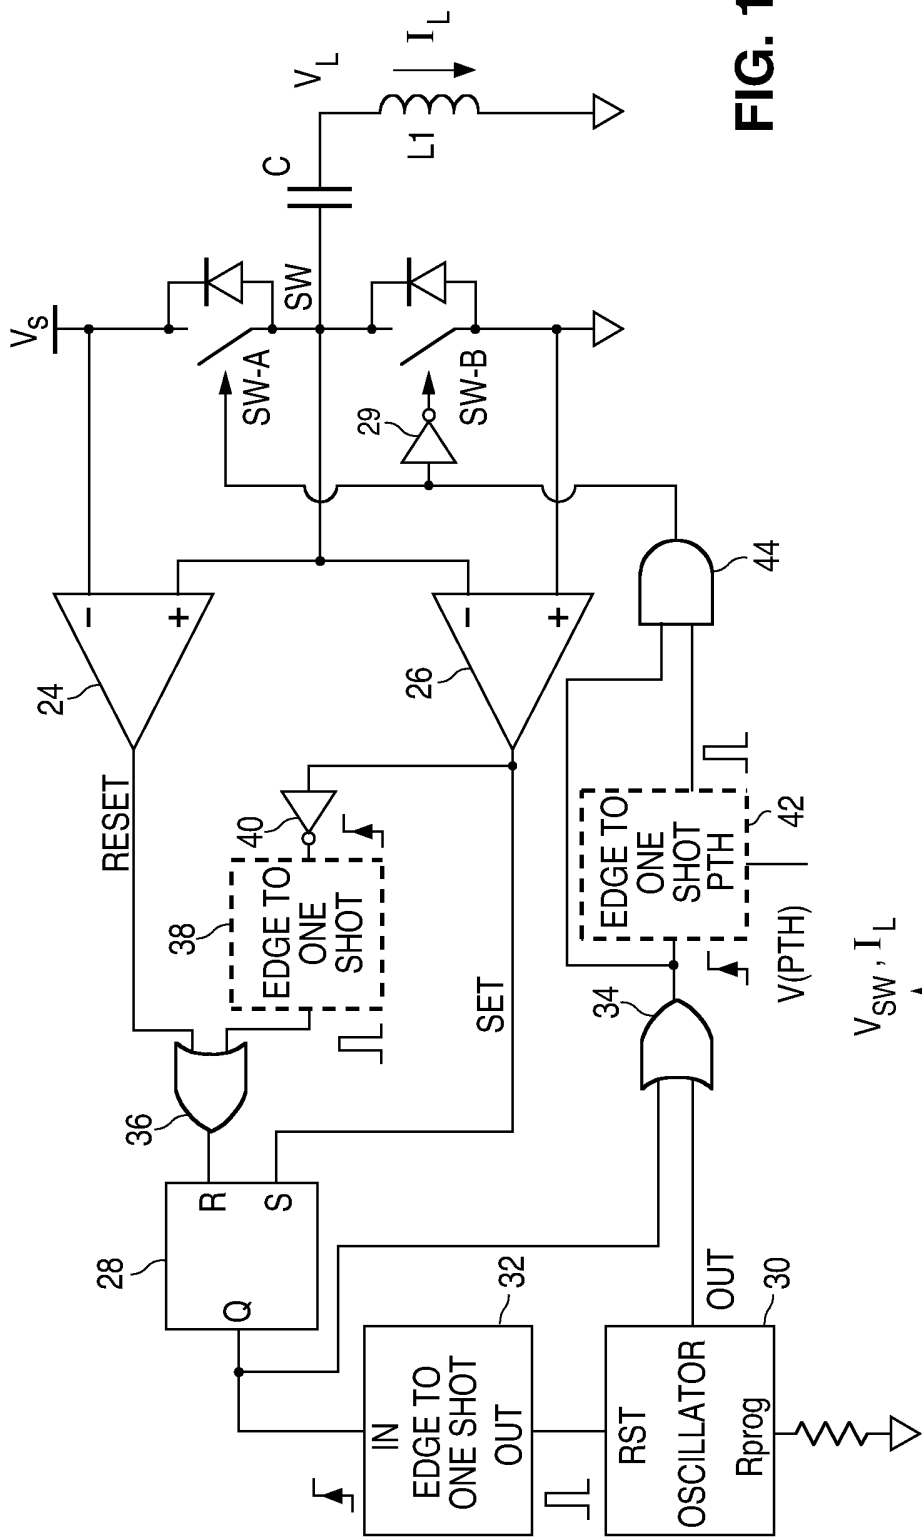 FIG. 1
V_S
V_L
I_L
C
L1
SW
SW-A
SW-B
29
24
–
+
26
–
+
44
RESET
40
38
EDGE TO
ONE
SHOT
SET
EDGE TO
ONE
SHOT
PTH
42
V(PTH)
V_SW, I_L
34
36
28
R
S
Q
32
IN
EDGE TO
ONE SHOT
OUT
30
OUT
RST
OSCILLATOR
Rprog